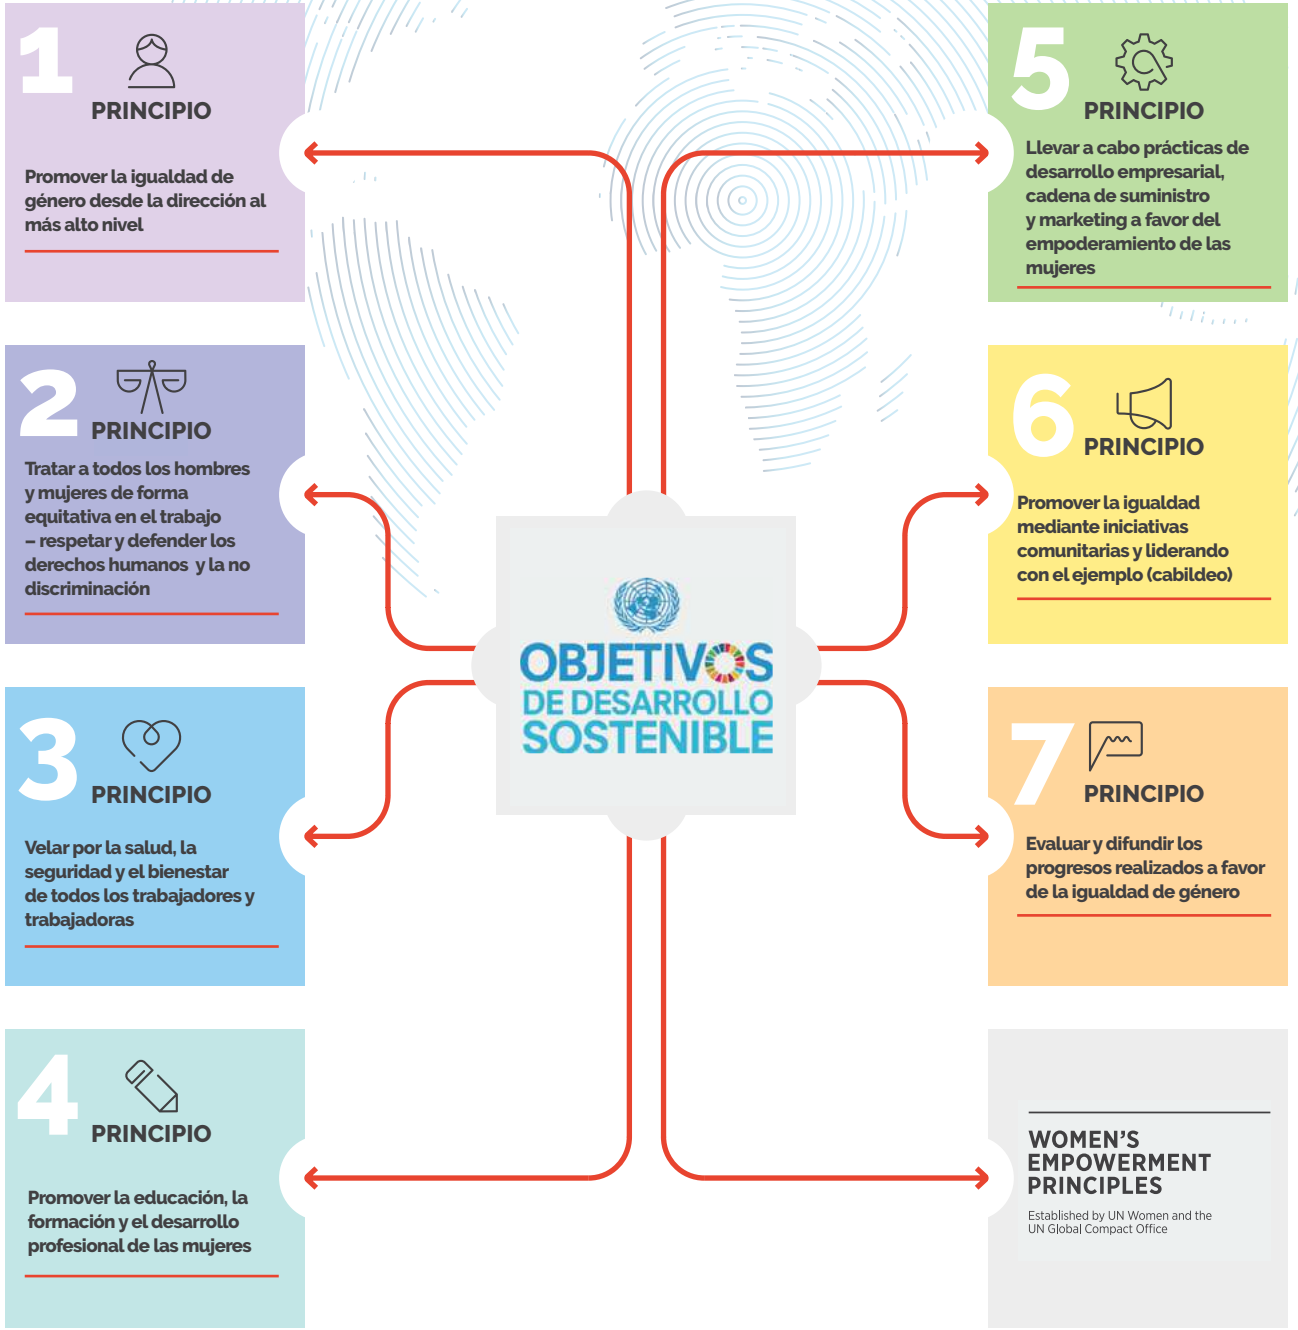 1
PRINCIPIO
Promover la igualdad de
género desde la dirección al
más alto nivel
2
PRINCIPIO
Tratar a todos los hombres
y mujeres de forma
equitativa en el trabajo
– respetar y defender los
derechos humanos y la no
discriminación
3
PRINCIPIO
Velar por la salud, la
seguridad y el bienestar
de todos los trabajadores y
trabajadoras
4
PRINCIPIO
Promover la educación, la
formación y el desarrollo
profesional de las mujeres
OBJETIVOS
DE DESARROLLO
SOSTENIBLE
5
PRINCIPIO
Llevar a cabo prácticas de
desarrollo empresarial,
cadena de suministro
y marketing a favor del
empoderamiento de las
mujeres
6
PRINCIPIO
Promover la igualdad
mediante iniciativas
comunitarias y liderando
con el ejemplo (cabildeo)
7
PRINCIPIO
Evaluar y difundir los
progresos realizados a favor
de la igualdad de género
WOMEN'S
EMPOWERMENT
PRINCIPLES
Established by UN Women and the
UN Global Compact Office